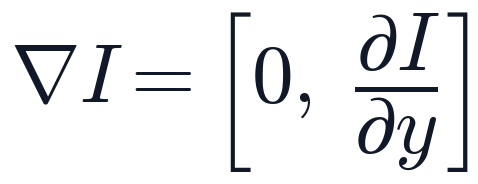 ∇I = [0, ∂I/∂y]